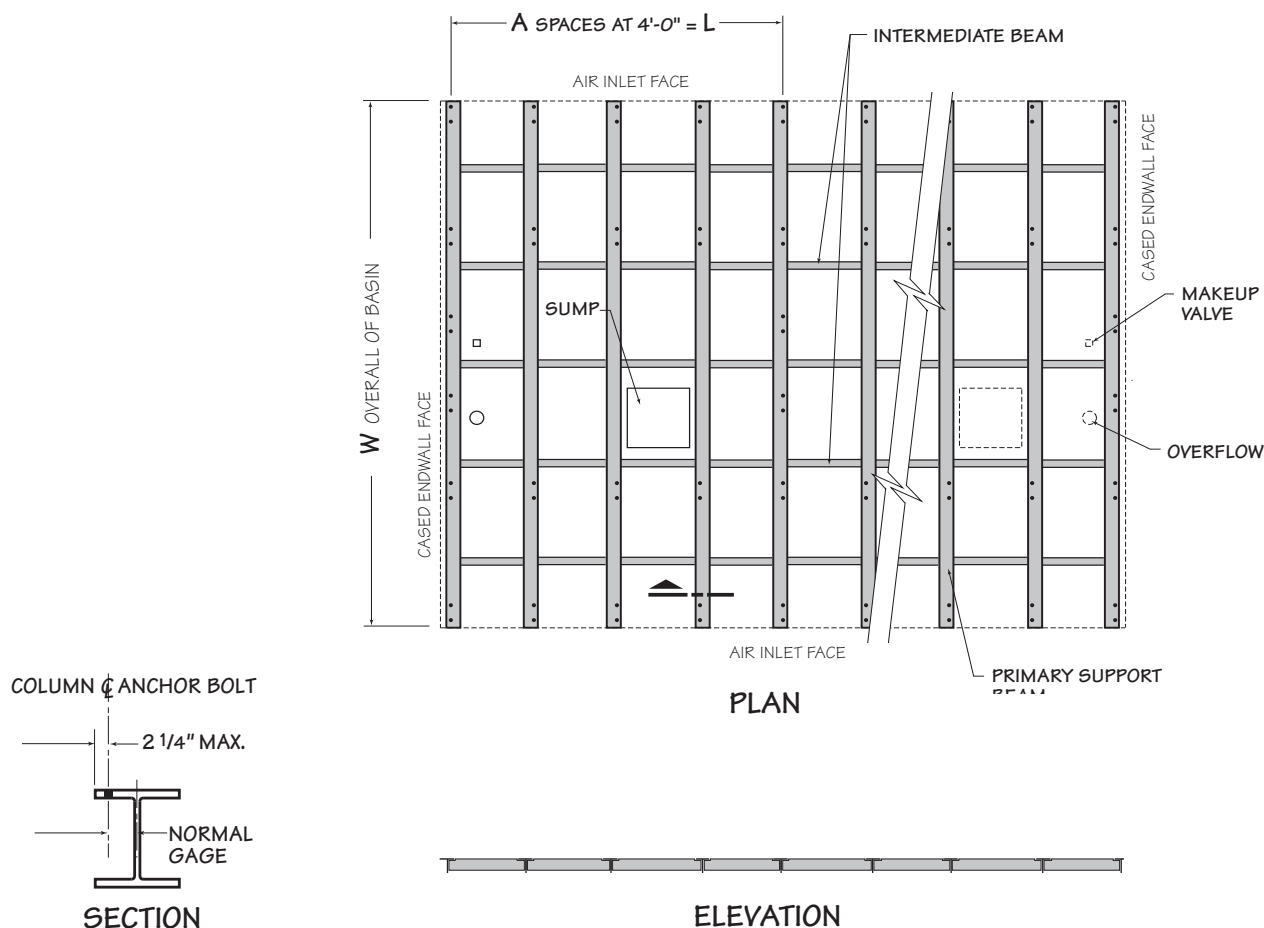 A SPACES AT 4'-0" = L
INTERMEDIATE BEAM
AIR INLET FACE
CASED ENDWALL FACE
W OVERALL OF BASIN
SUMP
MAKEUP
VALVE
CASED ENDWALL FACE
OVERFLOW
AIR INLET FACE
PRIMARY SUPPORT
BEAM
PLAN
COLUMN ℄ ANCHOR BOLT
2 1/4" MAX.
NORMAL
GAGE
SECTION
ELEVATION